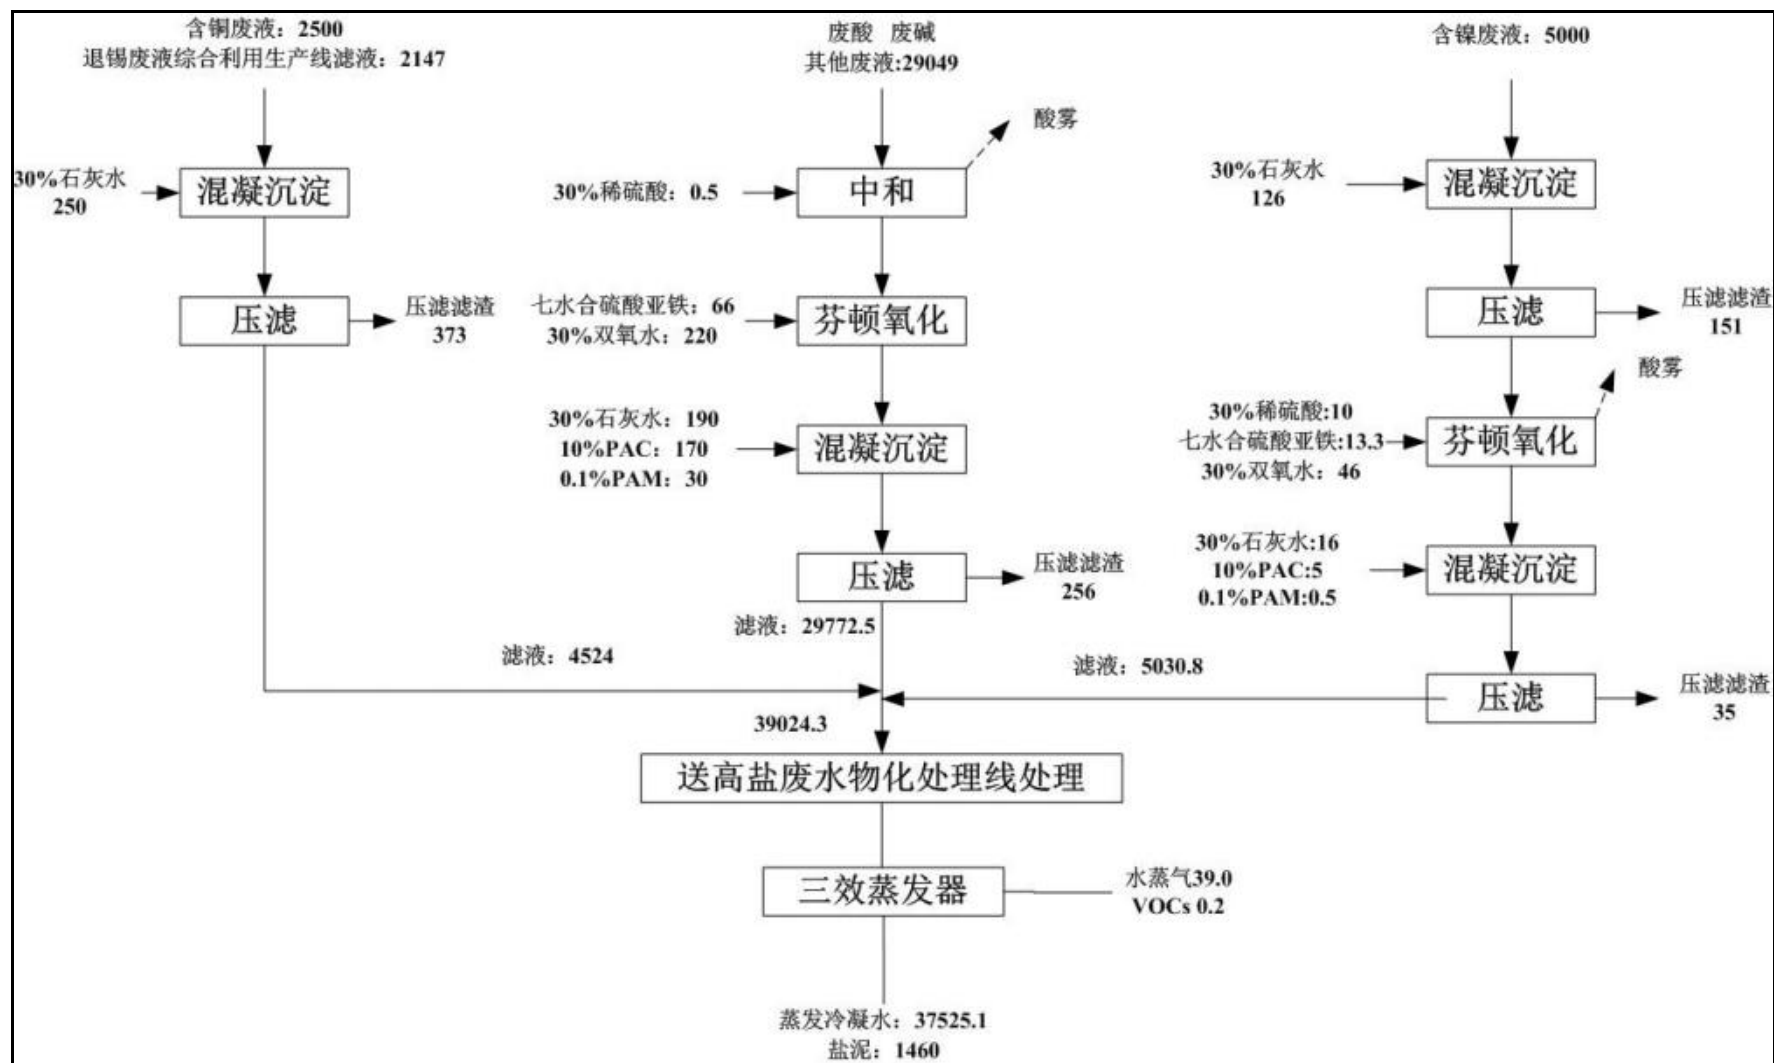 含铜废液：2500
退锡废液综合利用生产线滤液：2147
30%石灰水
250
混凝沉淀
压滤
压滤滤渣
373
废酸 废碱
其他废液:29049
酸雾
30%稀硫酸：0.5
中和
七水合硫酸亚铁：66
30%双氧水：220
芬顿氧化
30%石灰水：190
10%PAC：170
0.1%PAM：30
混凝沉淀
压滤
压滤滤渣
256
滤液：29772.5
滤液：4524
含镍废液：5000
30%石灰水
126
混凝沉淀
压滤
压滤滤渣
151
酸雾
30%稀硫酸:10
七水合硫酸亚铁:13.3
30%双氧水：46
芬顿氧化
30%石灰水:16
10%PAC:5
0.1%PAM:0.5
混凝沉淀
滤液：5030.8
压滤
压滤滤渣
35
39024.3
送高盐废水物化处理线处理
三效蒸发器
水蒸气39.0
VOCs 0.2
蒸发冷凝水：37525.1
盐泥：1460